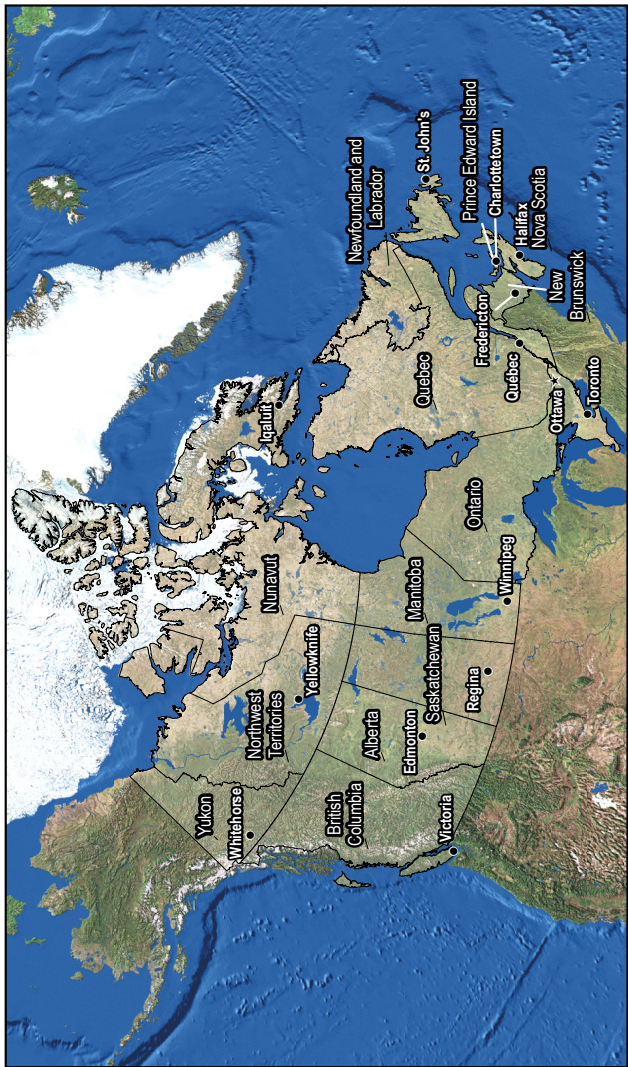 Yukon
Whitehorse
Northwest
Territories
Yellowknife
Nunavut
Iqaluit
British
Columbia
Victoria
Alberta
Edmonton
Saskatchewan
Regina
Manitoba
Winnipeg
Ontario
Toronto
Ottawa
Quebec
Québec
Newfoundland and
Labrador
St. John's
Prince Edward Island
Charlottetown
Halifax
Nova Scotia
Fredericton
New
Brunswick